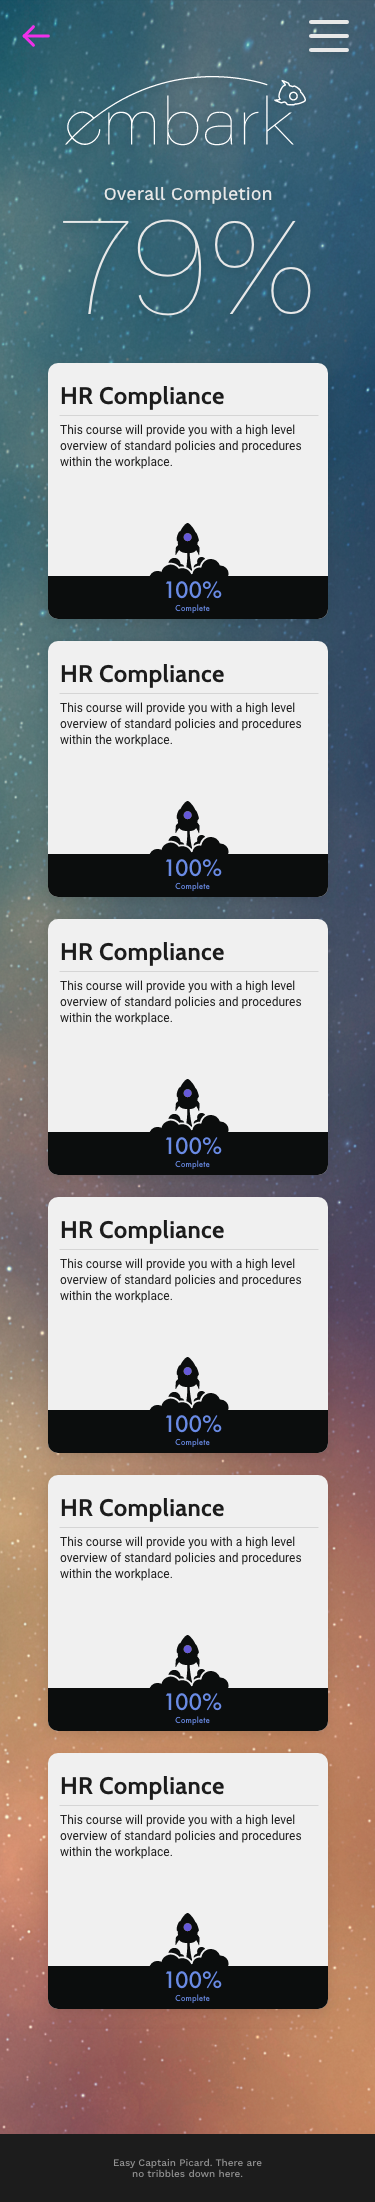 embark
Overall Completion
79%
HR Compliance
This course will provide you with a high level
overview of standard policies and procedures
within the workplace.
100%
Complete
HR Compliance
This course will provide you with a high level
overview of standard policies and procedures
within the workplace.
100%
Complete
HR Compliance
This course will provide you with a high level
overview of standard policies and procedures
within the workplace.
100%
Complete
HR Compliance
This course will provide you with a high level
overview of standard policies and procedures
within the workplace.
100%
Complete
HR Compliance
This course will provide you with a high level
overview of standard policies and procedures
within the workplace.
100%
Complete
HR Compliance
This course will provide you with a high level
overview of standard policies and procedures
within the workplace.
100%
Complete
Easy Captain Picard. There are
no tribbles down here.